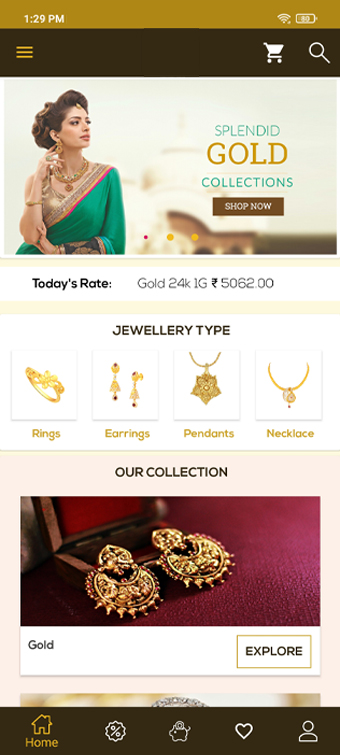 1:29 PM
80
SPLENDID
GOLD
COLLECTIONS
SHOP NOW
Today's Rate: Gold 24k 1G ₹ 5062.00
JEWELLERY TYPE
Rings Earrings Pendants Necklace
OUR COLLECTION
Gold
EXPLORE
Home